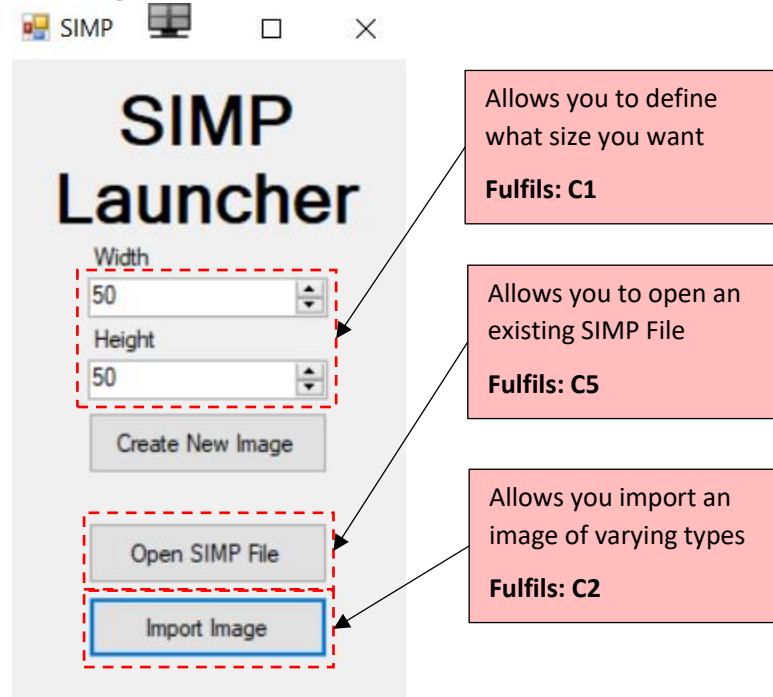 SIMP
SIMP
Launcher
Width
50
Height
50
Create New Image
Open SIMP File
Import Image
Allows you to define
what size you want
Fulfils: C1
Allows you to open an
existing SIMP File
Fulfils: C5
Allows you import an
image of varying types
Fulfils: C2